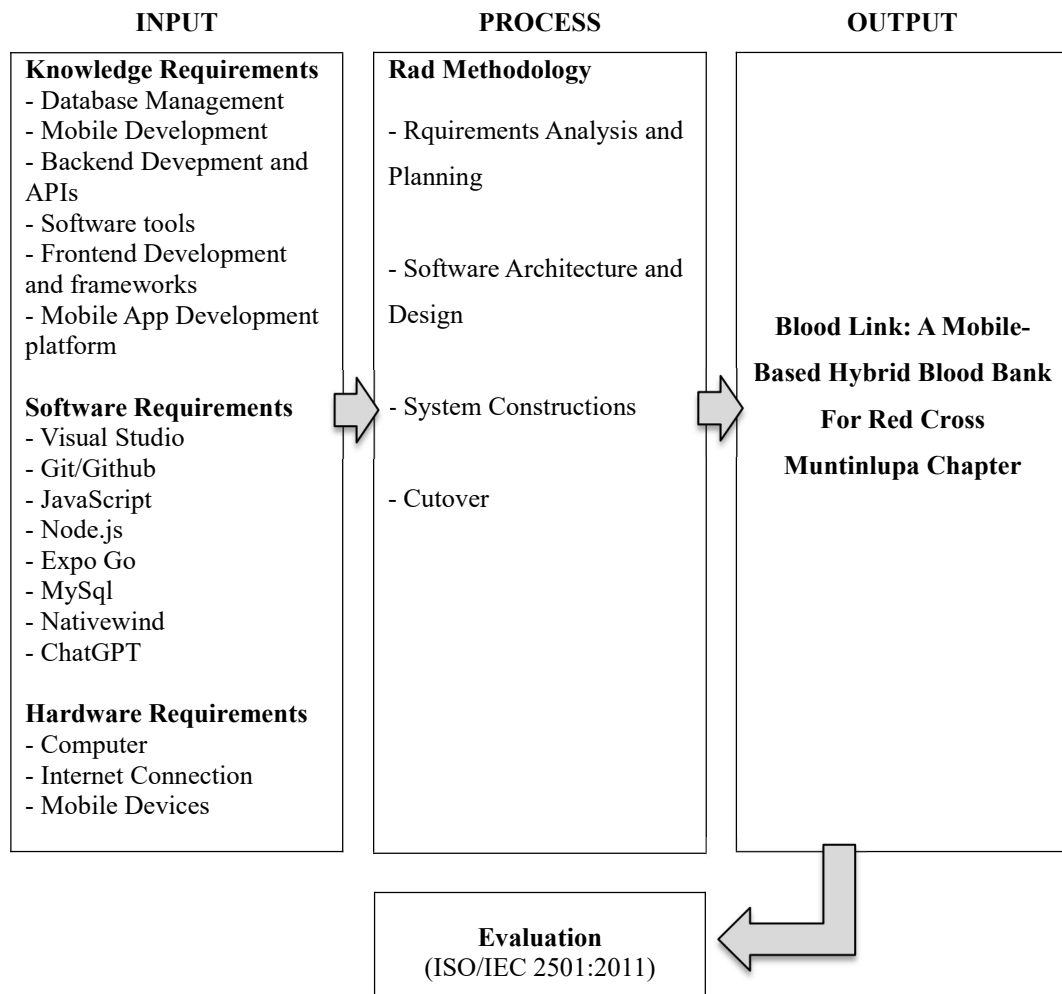 INPUT
Knowledge Requirements
- Database Management
- Mobile Development
- Backend Devepment and
APIs
- Software tools
- Frontend Development
and frameworks
- Mobile App Development
platform
Software Requirements
- Visual Studio
- Git/Github
- JavaScript
- Node.js
- Expo Go
- MySql
- Nativewind
- ChatGPT
Hardware Requirements
- Computer
- Internet Connection
- Mobile Devices
PROCESS
Rad Methodology
- Rquirements Analysis and
Planning
- Software Architecture and
Design
- System Constructions
- Cutover
OUTPUT
Blood Link: A Mobile-
Based Hybrid Blood Bank
For Red Cross
Muntinlupa Chapter
Evaluation
(ISO/IEC 2501:2011)